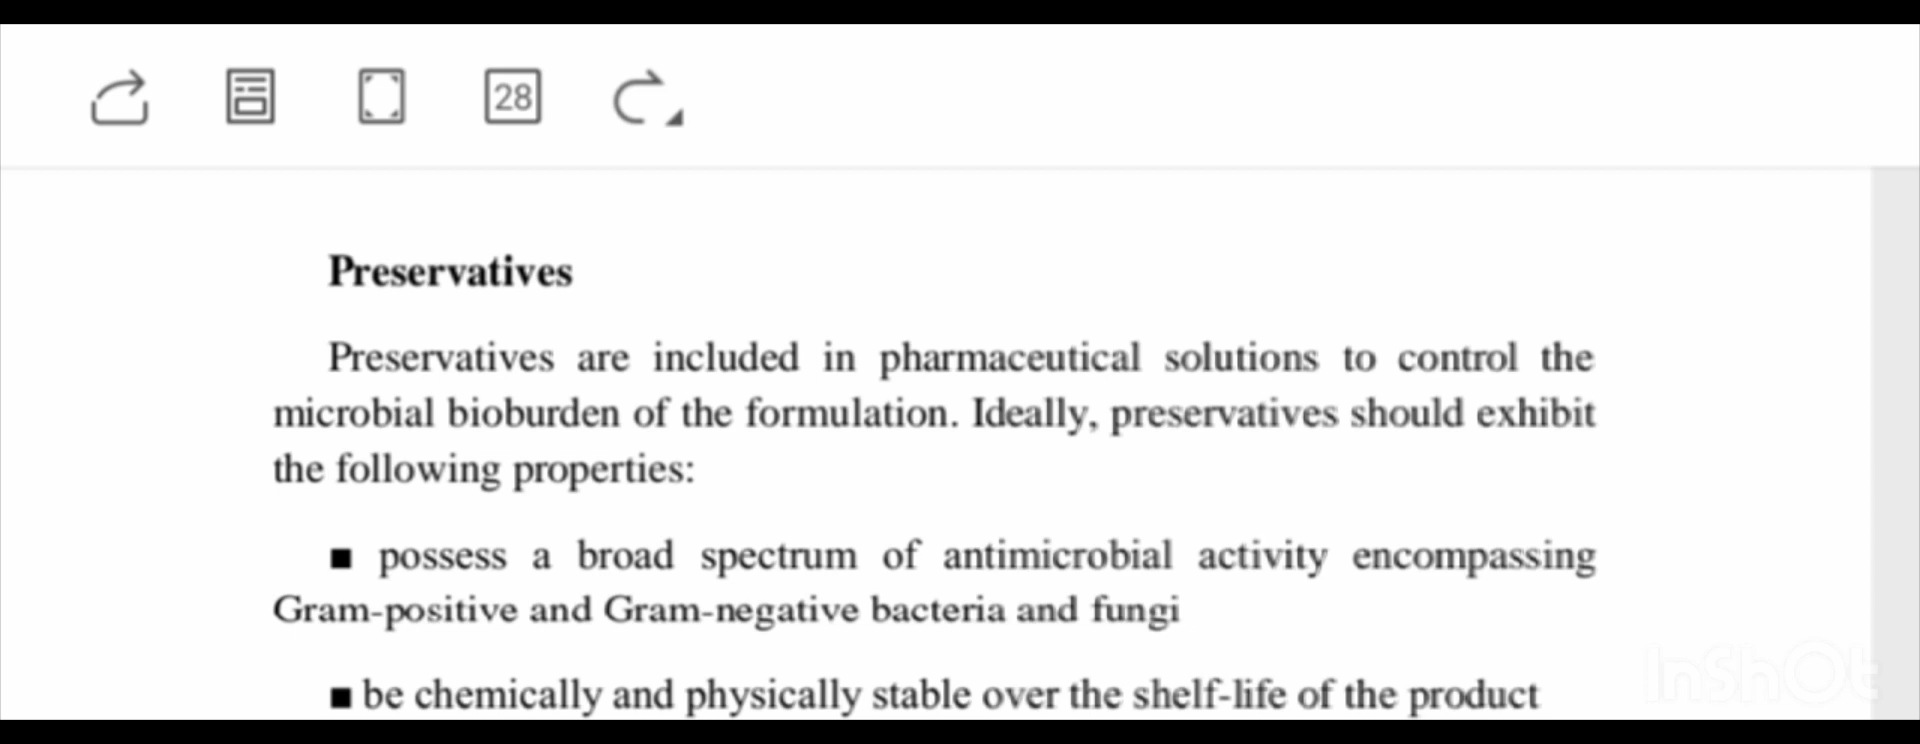 28
Preservatives
Preservatives are included in pharmaceutical solutions to control the
microbial bioburden of the formulation. Ideally, preservatives should exhibit
the following properties:
■ possess a broad spectrum of antimicrobial activity encompassing
Gram-positive and Gram-negative bacteria and fungi
■ be chemically and physically stable over the shelf-life of the product
InShOt